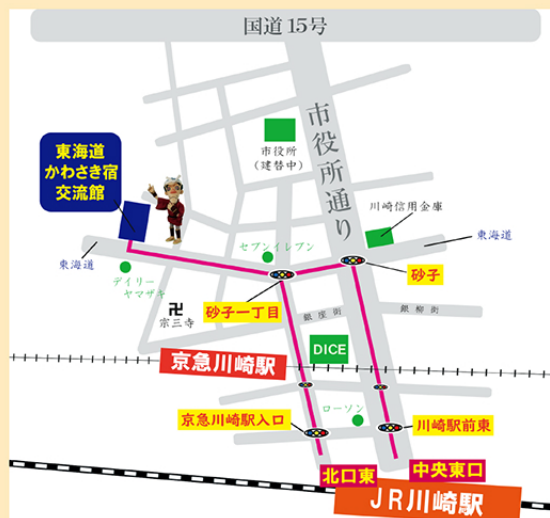 国道15号
市役所通り
東海道
かわさき宿
交流館
市役所
(建替中)
川崎信用金庫
東海道
東海道
セブンイレブン
デイリー
ヤマザキ
砂子
砂子一丁目
卍
宗三寺
銀座街
銀柳街
DICE
京急川崎駅
ローソン
京急川崎駅入口
川崎駅前東
北口東
中央東口
JR川崎駅